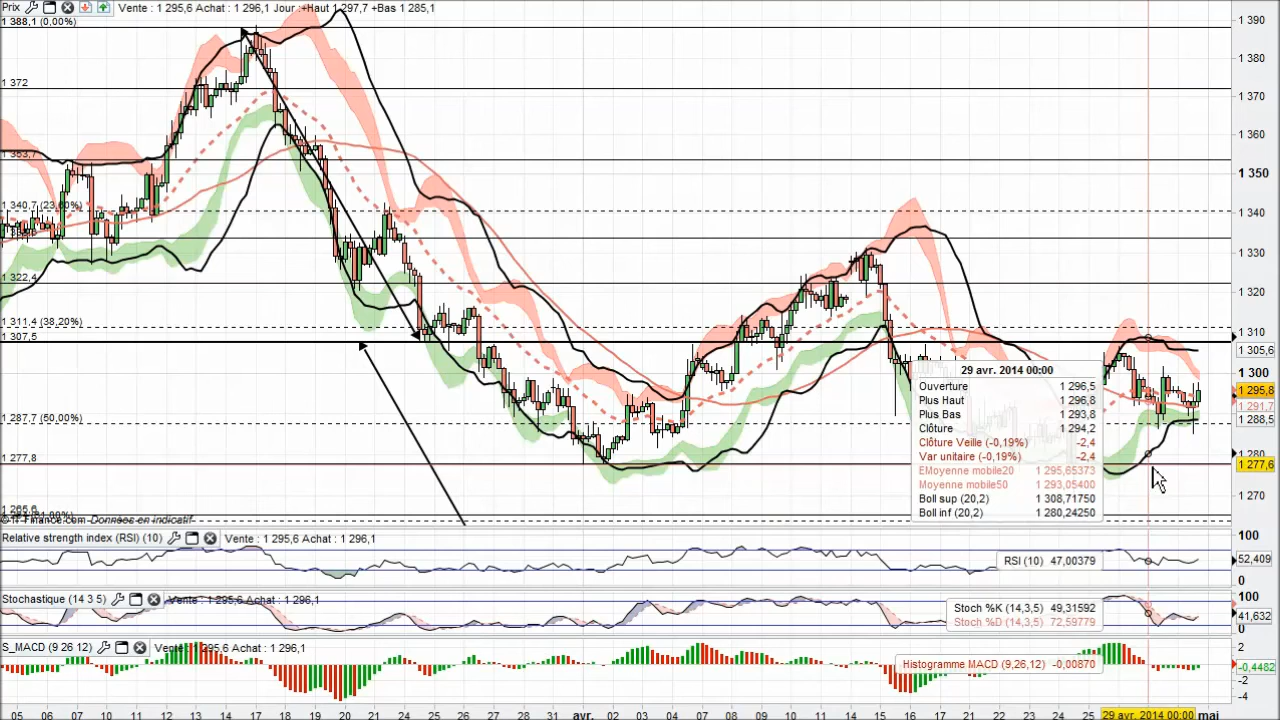 Prix Vente : 1 295,6 Achat : 1 296,1 Jour :+Haut 1 297,7 +Bas 1 285,1
1 388,1 (0,00%)
1 390
1 380
1 372
1 370
1 360
1 353,7
1 350
1 340,7 (23,60%)
1 340
1 330
1 322,4
1 320
1 311,4 (38,20%)
1 310
1 307,5
1 305,6
1 300
1 295,8
1 291,7
1 288,5
1 287,7 (50,00%)
1 280
1 277,8
1 277,6
1 270
29 avr. 2014 00:00
Ouverture 1 296,5
Plus Haut 1 296,8
Plus Bas 1 293,8
Clôture 1 294,2
Clôture Veille (-0,19%) -2,4
Var unitaire (-0,19%) -2,4
EMoyenne mobile20 1 295,65373
Moyenne mobile50 1 293,05400
Boll sup (20,2) 1 308,71750
Boll inf (20,2) 1 280,24250
© IT-Finance.com Données en indicatif
Relative strength index (RSI) (10) Vente : 1 295,6 Achat : 1 296,1
100
RSI (10) 47,00379
52,409
0
Stochastique (14 3 5) Vente : 1 295,6 Achat : 1 296,1
100
Stoch %K (14,3,5) 49,31592
Stoch %D (14,3,5) 72,59779
41,632
0
S_MACD (9 26 12) Vente : 1 295,6 Achat : 1 296,1
2
Histogramme MACD (9,26,12) -0,00870
-0,4482
-2
-4
05 06 07 10 11 12 13 14 17 18 19 20 21 24 25 26 27 28 31 avr. 02 03 04 07 08 09 10 11 14 15 16 17 21 22 23 24 25 29 avr. 2014 00:00 mai